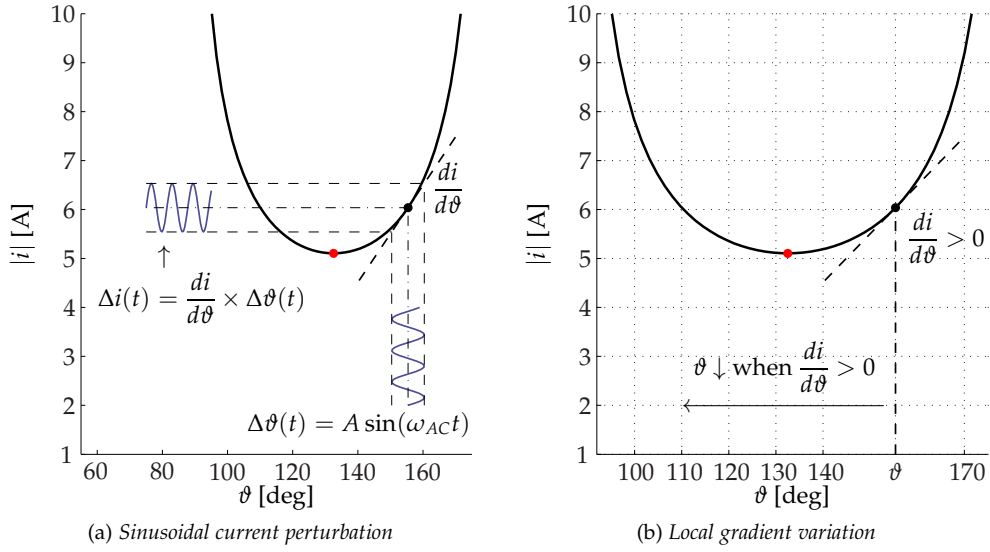 10
9
8
7
6
5
4
3
2
1
|i| [A]
60 80 100 120 140 160
ϑ [deg]
di/dϑ
Δi(t) = di/dϑ × Δϑ(t)
Δϑ(t) = A sin(ω_AC t)
(a) Sinusoidal current perturbation
10
9
8
7
6
5
4
3
2
1
|i| [A]
100 110 120 130 140 ϑ 170
ϑ [deg]
di/dϑ > 0
ϑ ↓ when di/dϑ > 0
(b) Local gradient variation